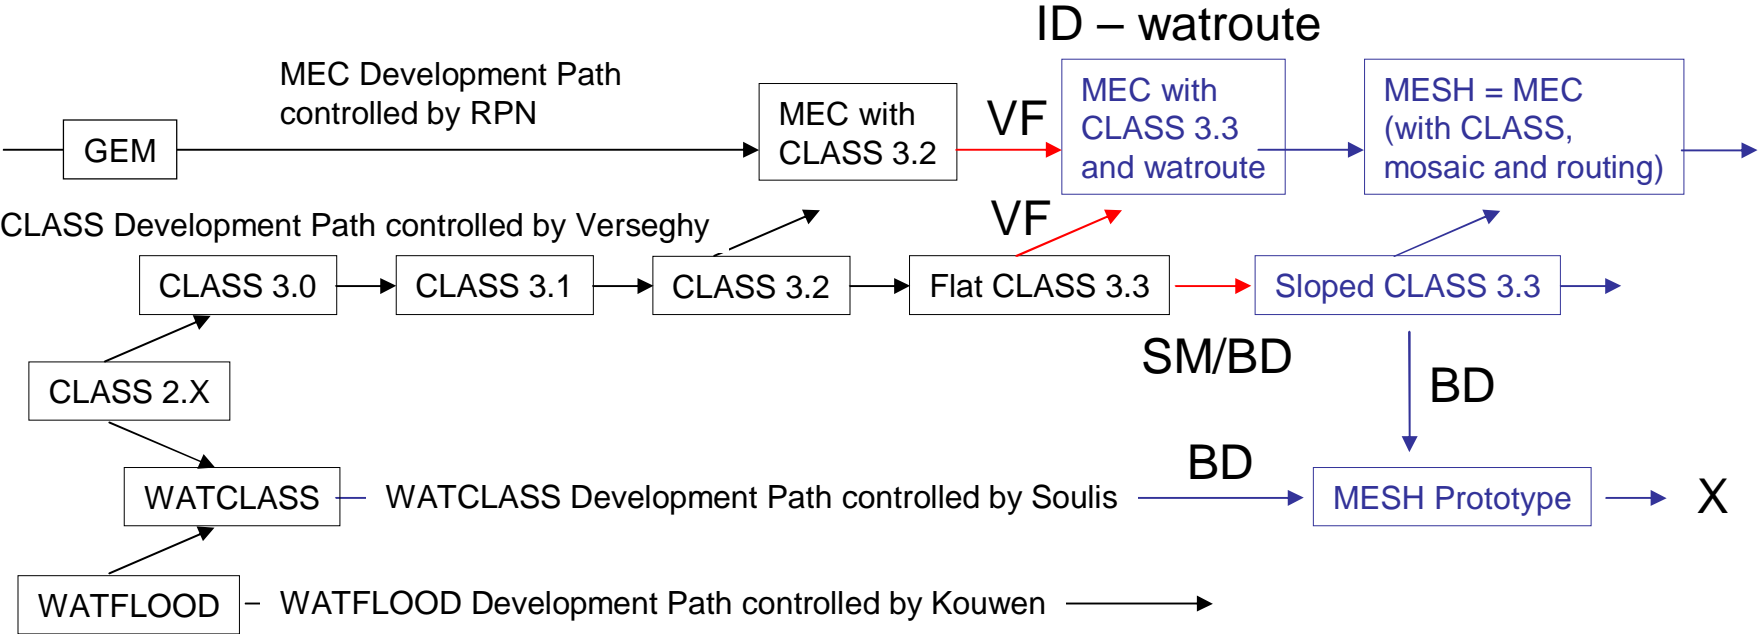 ID – watroute
MEC Development Path
controlled by RPN
GEM
MEC with
CLASS 3.2
VF
MEC with
CLASS 3.3
and watroute
MESH = MEC
(with CLASS,
mosaic and routing)
CLASS Development Path controlled by Verseghy
VF
CLASS 3.0
CLASS 3.1
CLASS 3.2
Flat CLASS 3.3
Sloped CLASS 3.3
SM/BD
BD
CLASS 2.X
BD
WATCLASS
WATCLASS Development Path controlled by Soulis
MESH Prototype
X
WATFLOOD
WATFLOOD Development Path controlled by Kouwen